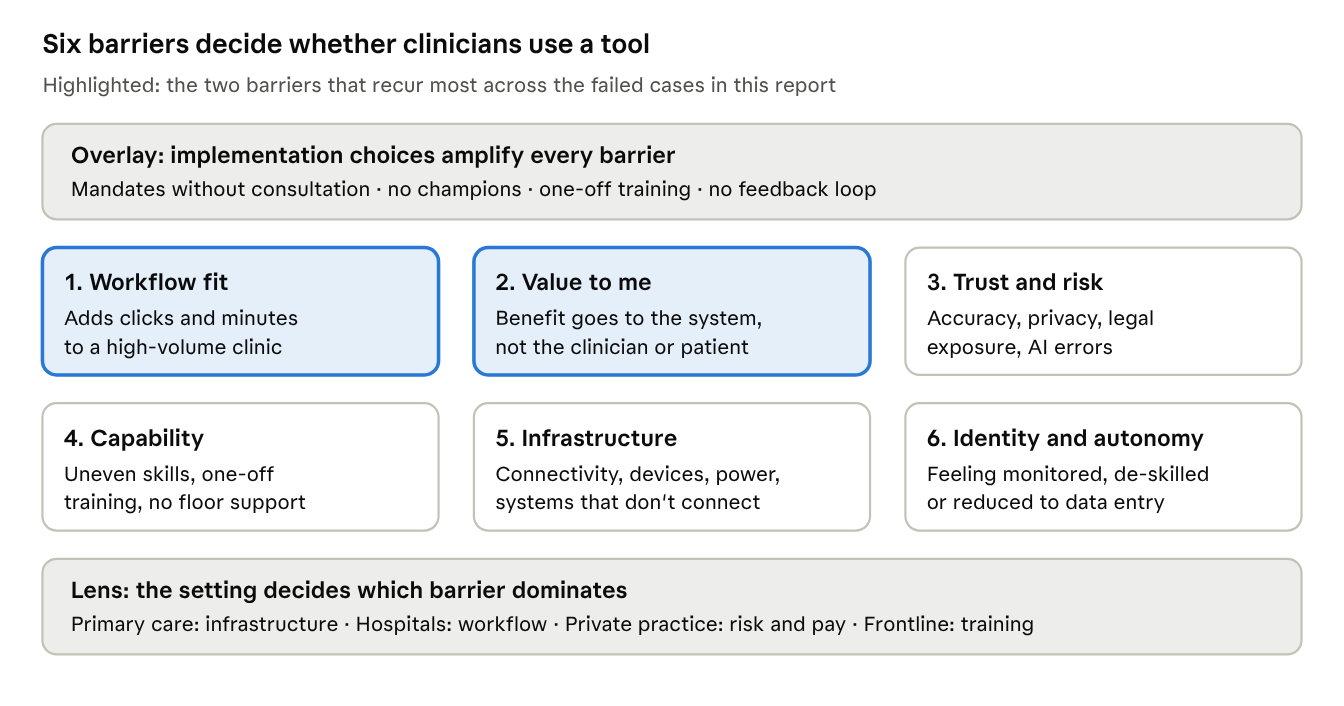 Six barriers decide whether clinicians use a tool
Highlighted: the two barriers that recur most across the failed cases in this report
Overlay: implementation choices amplify every barrier
Mandates without consultation · no champions · one-off training · no feedback loop
1. Workflow fit
Adds clicks and minutes
to a high-volume clinic
2. Value to me
Benefit goes to the system,
not the clinician or patient
3. Trust and risk
Accuracy, privacy, legal
exposure, AI errors
4. Capability
Uneven skills, one-off
training, no floor support
5. Infrastructure
Connectivity, devices, power,
systems that don't connect
6. Identity and autonomy
Feeling monitored, de-skilled
or reduced to data entry
Lens: the setting decides which barrier dominates
Primary care: infrastructure · Hospitals: workflow · Private practice: risk and pay · Frontline: training